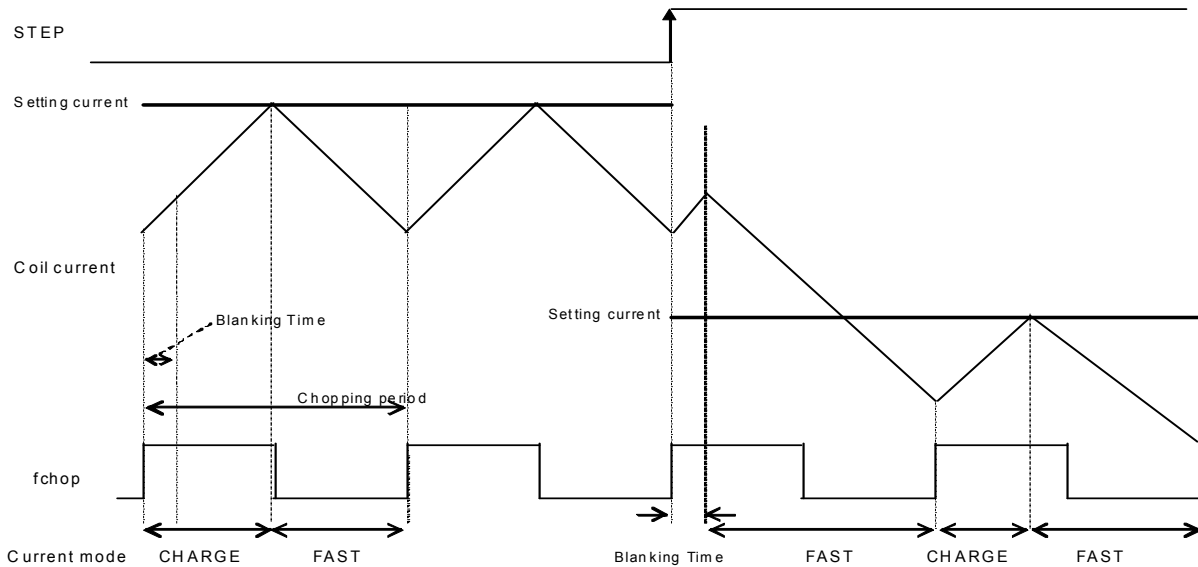 STEP
Setting current
Coil current
Setting current
Blanking Time
Chopping period
fchop
Current mode
CHARGE
FAST
Blanking Time
FAST
CHARGE
FAST